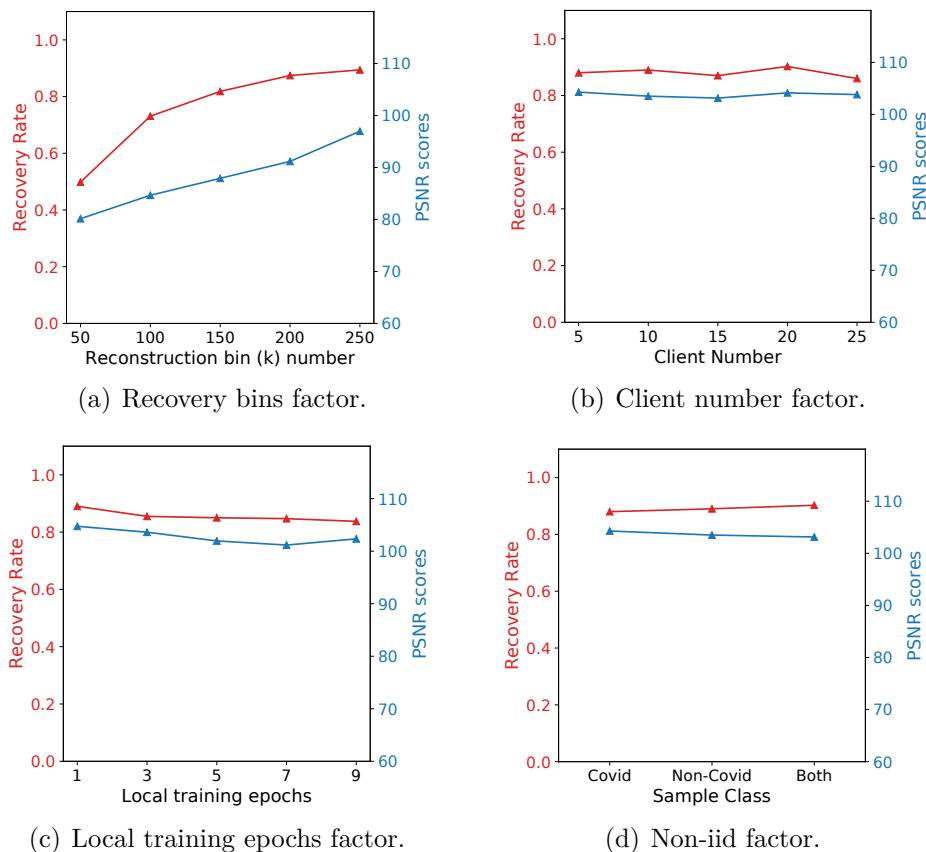 1.0
0.8
0.6
0.4
0.2
0.0
Recovery Rate
110
100
90
80
70
60
PSNR scores
50 100 150 200 250
Reconstruction bin (k) number
(a) Recovery bins factor.
1.0
0.8
0.6
0.4
0.2
0.0
Recovery Rate
110
100
90
80
70
60
PSNR scores
5 10 15 20 25
Client Number
(b) Client number factor.
1.0
0.8
0.6
0.4
0.2
0.0
Recovery Rate
110
100
90
80
70
60
PSNR scores
1 3 5 7 9
Local training epochs
(c) Local training epochs factor.
1.0
0.8
0.6
0.4
0.2
0.0
Recovery Rate
110
100
90
80
70
60
PSNR scores
Covid Non-Covid Both
Sample Class
(d) Non-iid factor.